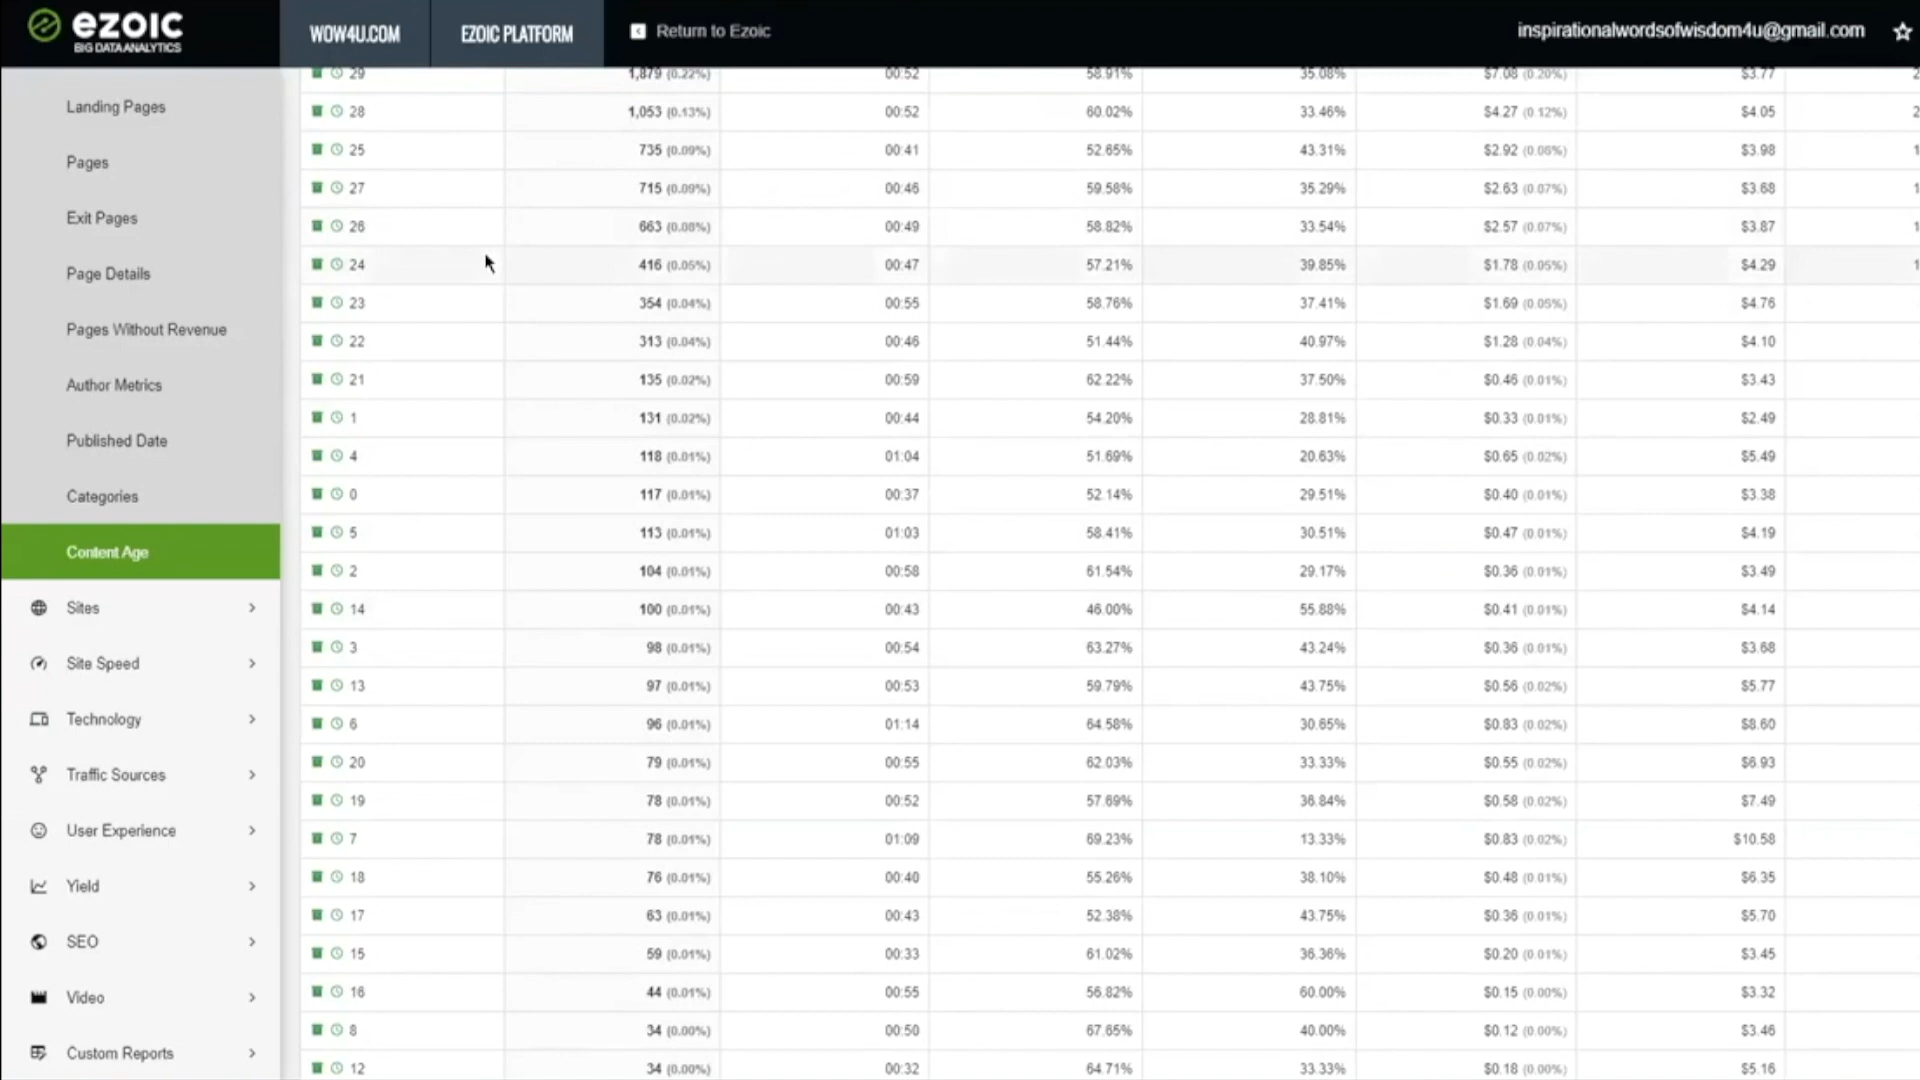 ezoic
BIG DATA ANALYTICS
WOW4U.COM
EZOIC PLATFORM
Return to Ezoic
inspirationalwordsofwisdom4u@gmail.com
Landing Pages
Pages
Exit Pages
Page Details
Pages Without Revenue
Author Metrics
Published Date
Categories
Content Age
Sites
Site Speed
Technology
Traffic Sources
User Experience
Yield
SEO
Video
Custom Reports
29 1,879 (0.22%) 00:52 58.91% 35.08% $7.08 (0.20%) $3.77 2
28 1,053 (0.13%) 00:52 60.02% 33.46% $4.27 (0.12%) $4.05 2
25 735 (0.09%) 00:41 52.65% 43.31% $2.92 (0.08%) $3.98 1
27 715 (0.09%) 00:46 59.58% 35.29% $2.63 (0.07%) $3.68 1
26 663 (0.08%) 00:49 58.82% 33.54% $2.57 (0.07%) $3.87 1
24 416 (0.05%) 00:47 57.21% 39.85% $1.78 (0.05%) $4.29 1
23 354 (0.04%) 00:55 58.76% 37.41% $1.69 (0.05%) $4.76
22 313 (0.04%) 00:46 51.44% 40.97% $1.28 (0.04%) $4.10
21 135 (0.02%) 00:59 62.22% 37.50% $0.46 (0.01%) $3.43
1 131 (0.02%) 00:44 54.20% 28.81% $0.33 (0.01%) $2.49
4 118 (0.01%) 01:04 51.69% 20.63% $0.65 (0.02%) $5.49
0 117 (0.01%) 00:37 52.14% 29.51% $0.40 (0.01%) $3.38
5 113 (0.01%) 01:03 58.41% 30.51% $0.47 (0.01%) $4.19
2 104 (0.01%) 00:58 61.54% 29.17% $0.36 (0.01%) $3.49
14 100 (0.01%) 00:43 46.00% 55.88% $0.41 (0.01%) $4.14
3 98 (0.01%) 00:54 63.27% 43.24% $0.36 (0.01%) $3.68
13 97 (0.01%) 00:53 59.79% 43.75% $0.56 (0.02%) $5.77
6 96 (0.01%) 01:14 64.58% 30.65% $0.83 (0.02%) $8.60
20 79 (0.01%) 00:55 62.03% 33.33% $0.55 (0.02%) $6.93
19 78 (0.01%) 00:52 57.69% 36.84% $0.58 (0.02%) $7.49
7 78 (0.01%) 01:09 69.23% 13.33% $0.83 (0.02%) $10.58
18 76 (0.01%) 00:40 55.26% 38.10% $0.48 (0.01%) $6.35
17 63 (0.01%) 00:43 52.38% 43.75% $0.36 (0.01%) $5.70
15 59 (0.01%) 00:33 61.02% 36.36% $0.20 (0.01%) $3.45
16 44 (0.01%) 00:55 56.82% 60.00% $0.15 (0.00%) $3.32
8 34 (0.00%) 00:50 67.65% 40.00% $0.12 (0.00%) $3.46
12 34 (0.00%) 00:32 64.71% 33.33% $0.18 (0.00%) $5.16